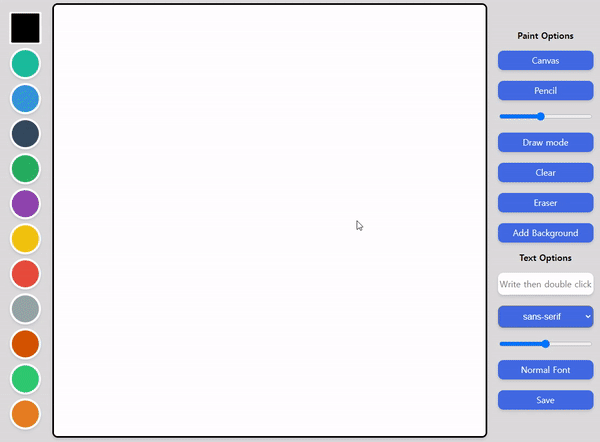 Paint Options
Canvas
Pencil
Draw mode
Clear
Eraser
Add Background
Text Options
Write then double click
sans-serif
Normal Font
Save